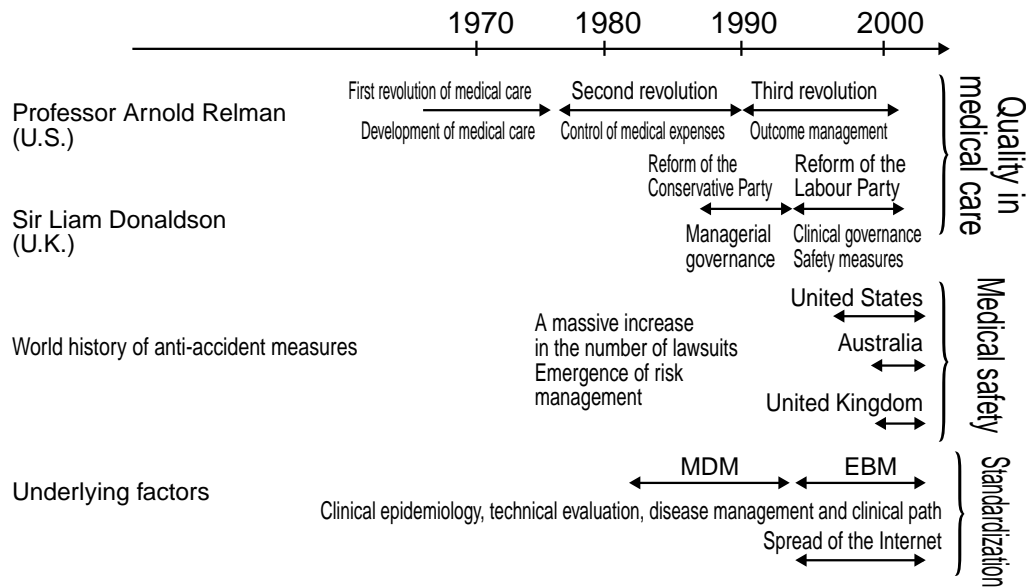 1970 1980 1990 2000
First revolution of medical care Second revolution Third revolution
Professor Arnold Relman
(U.S.)
Development of medical care Control of medical expenses Outcome management
Reform of the
Conservative Party
Reform of the
Labour Party
Sir Liam Donaldson
(U.K.)
Managerial
governance
Clinical governance
Safety measures
Quality in
medical care
World history of anti-accident measures
A massive increase
in the number of lawsuits
Emergence of risk
management
United States
Australia
United Kingdom
Medical safety
Underlying factors
MDM EBM
Clinical epidemiology, technical evaluation, disease management and clinical path
Spread of the Internet
Standardization